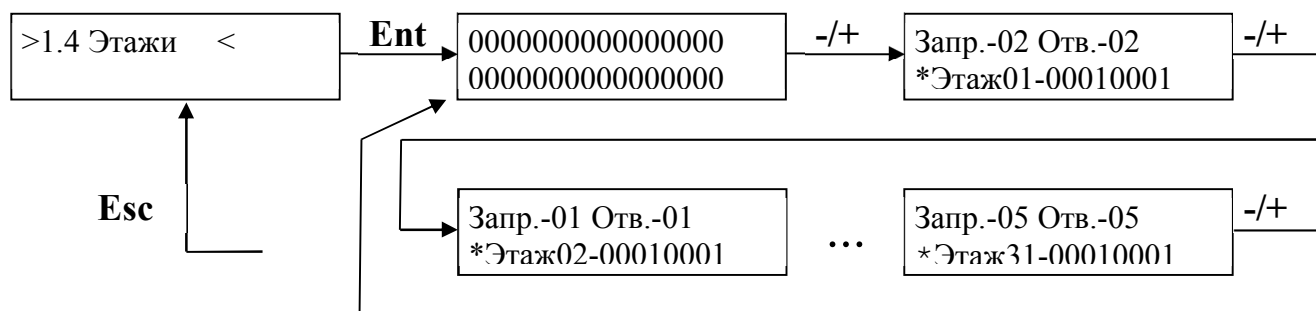 >1.4 Этажи <
Ent
0000000000000000
0000000000000000
-/+
Запр.-02 Отв.-02
*Этаж01-00010001
-/+
Esc
Запр.-01 Отв.-01
*Этаж02-00010001
...
Запр.-05 Отв.-05
*Этаж31-00010001
-/+